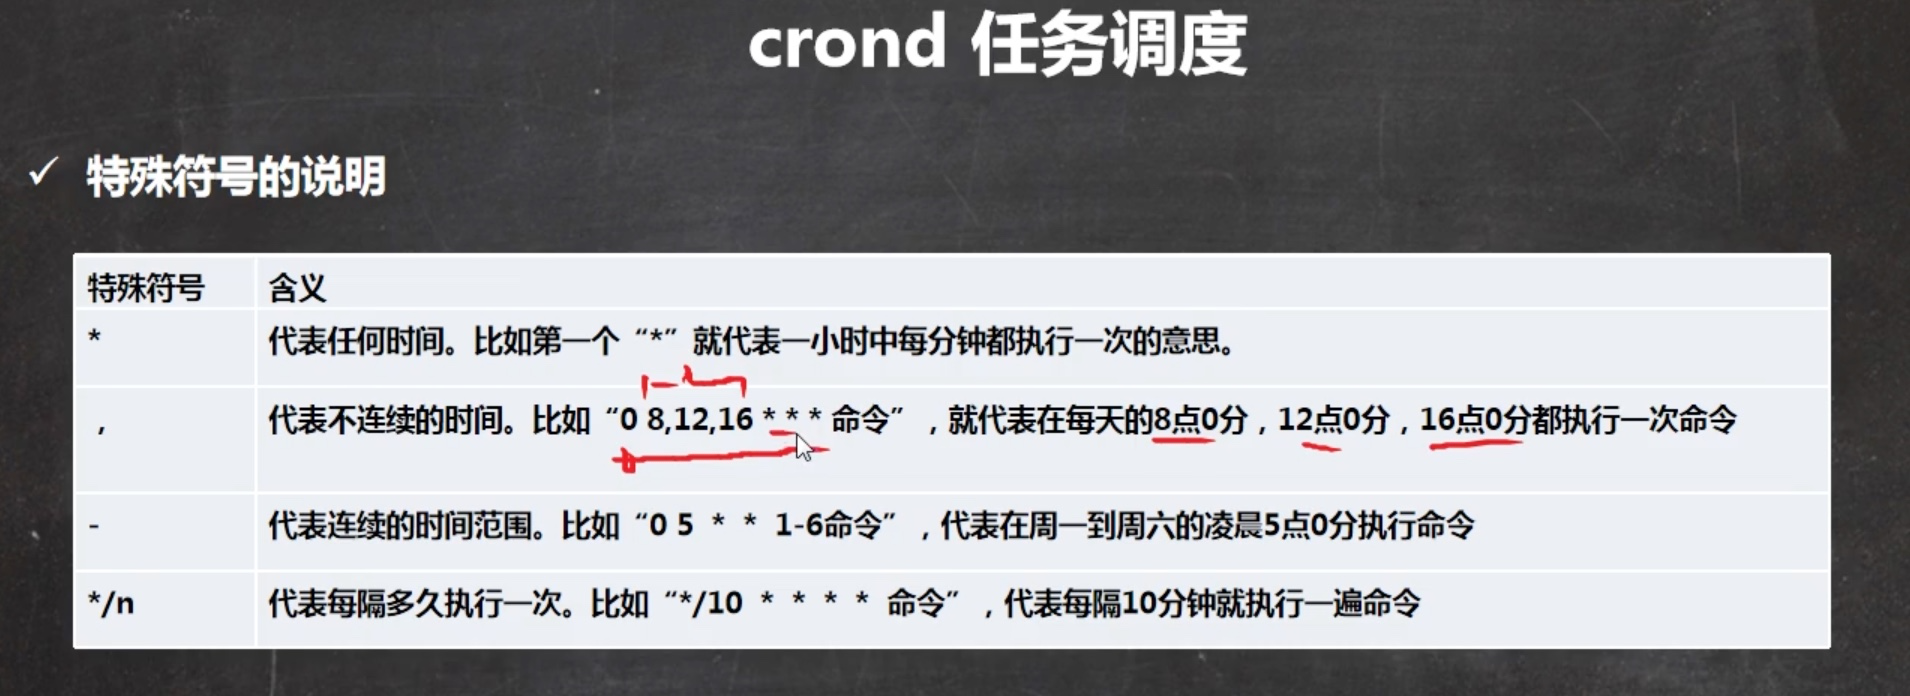 crond 任务调度
✓ 特殊符号的说明
特殊符号 含义
* 代表任何时间。比如第一个“*”就代表一小时中每分钟都执行一次的意思。
, 代表不连续的时间。比如“0 8,12,16 * * * 命令”,就代表在每天的8点0分,12点0分,16点0分都执行一次命令
- 代表连续的时间范围。比如“0 5 * * 1-6命令”,代表在周一到周六的凌晨5点0分执行命令
*/n 代表每隔多久执行一次。比如“*/10 * * * * 命令”,代表每隔10分钟就执行一遍命令